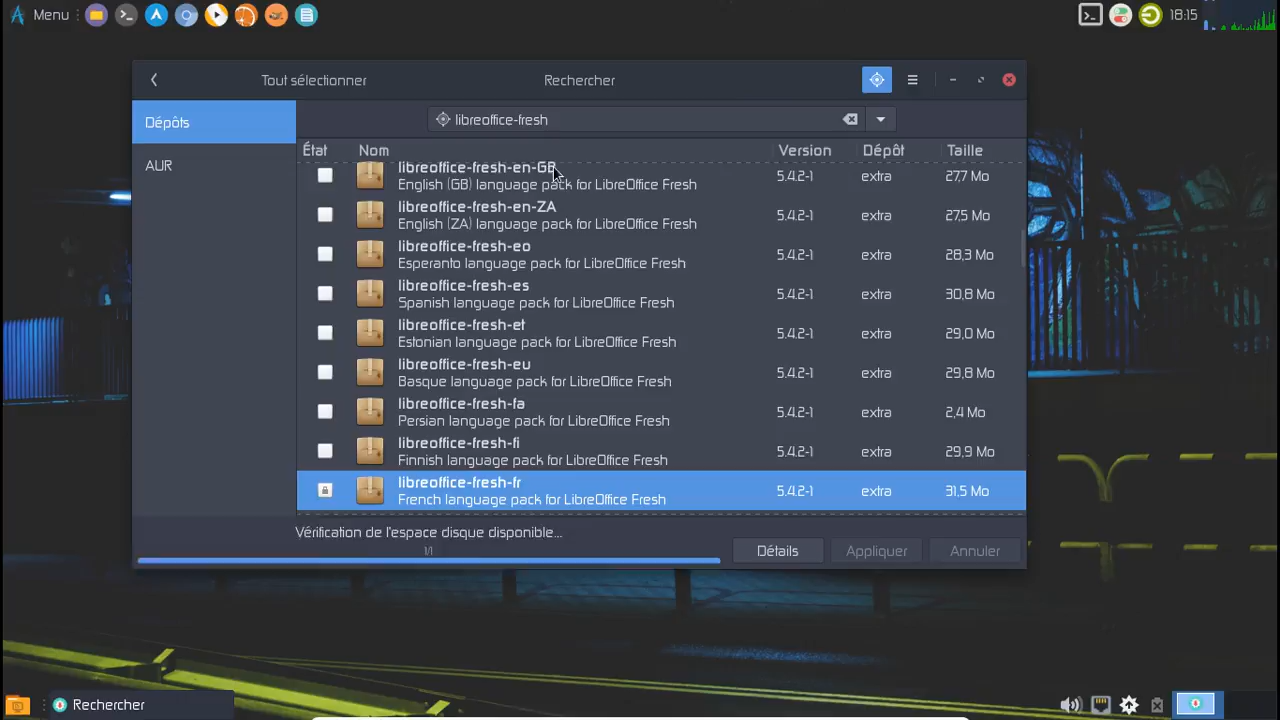 Menu
18:15
Tout sélectionner
Rechercher
Dépôts
AUR
libreoffice-fresh
État Nom Version Dépôt Taille
libreoffice-fresh-en-GB
English (GB) language pack for LibreOffice Fresh
5.4.2-1 extra 27,7 Mo
libreoffice-fresh-en-ZA
English (ZA) language pack for LibreOffice Fresh
5.4.2-1 extra 27,5 Mo
libreoffice-fresh-eo
Esperanto language pack for LibreOffice Fresh
5.4.2-1 extra 28,3 Mo
libreoffice-fresh-es
Spanish language pack for LibreOffice Fresh
5.4.2-1 extra 30,8 Mo
libreoffice-fresh-et
Estonian language pack for LibreOffice Fresh
5.4.2-1 extra 29,0 Mo
libreoffice-fresh-eu
Basque language pack for LibreOffice Fresh
5.4.2-1 extra 29,8 Mo
libreoffice-fresh-fa
Persian language pack for LibreOffice Fresh
5.4.2-1 extra 2,4 Mo
libreoffice-fresh-fi
Finnish language pack for LibreOffice Fresh
5.4.2-1 extra 29,9 Mo
libreoffice-fresh-fr
French language pack for LibreOffice Fresh
5.4.2-1 extra 31,5 Mo
Vérification de l'espace disque disponible...
1/1
Détails
Appliquer
Annuler
Rechercher